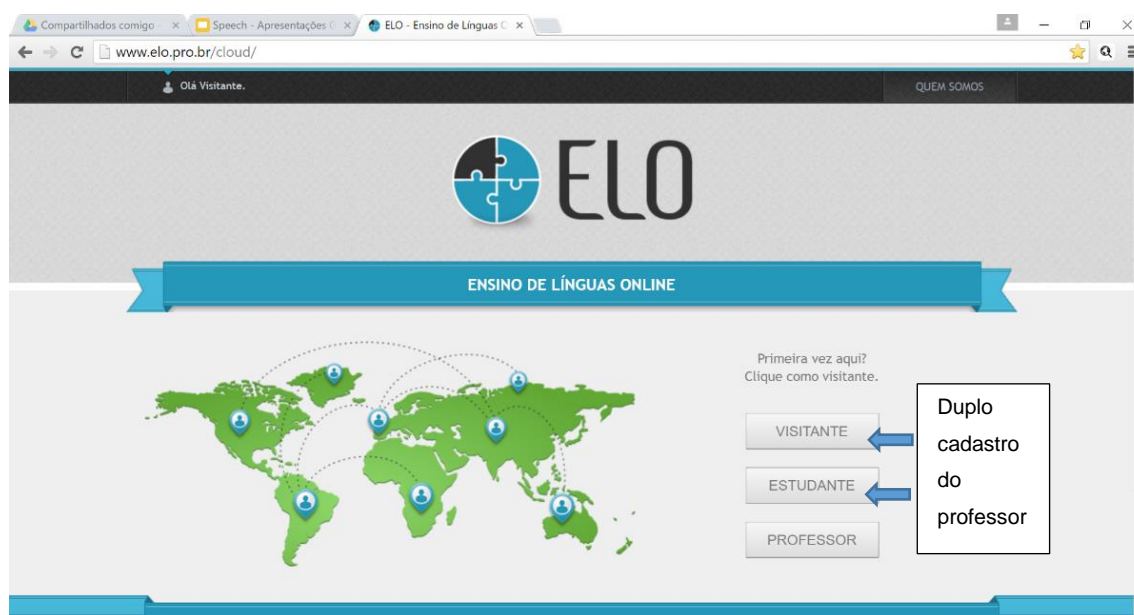 Compartilhados comigo -
Speech - Apresentações
ELO - Ensino de Línguas
www.elo.pro.br/cloud/
Olá Visitante.
QUEM SOMOS
ELO
ENSINO DE LÍNGUAS ONLINE
Primeira vez aqui?
Clique como visitante.
VISITANTE
ESTUDANTE
PROFESSOR
Duplo
cadastro
do
professor